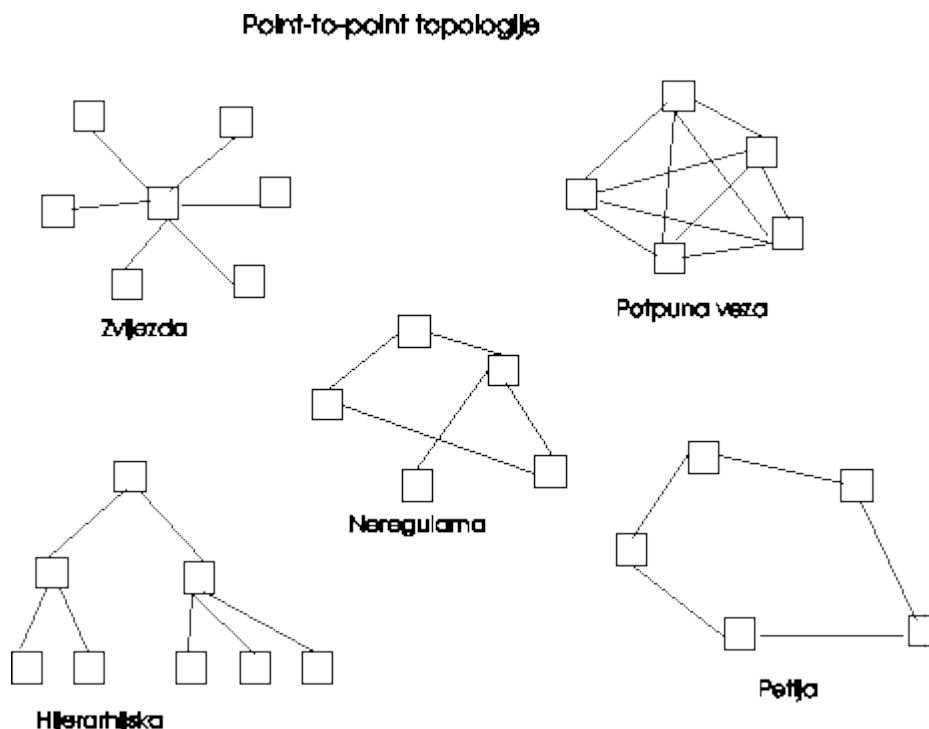 Point-to-point topologije
Zvijezda
Potpuna veza
Neregularna
Hijerarhijska
Petlja